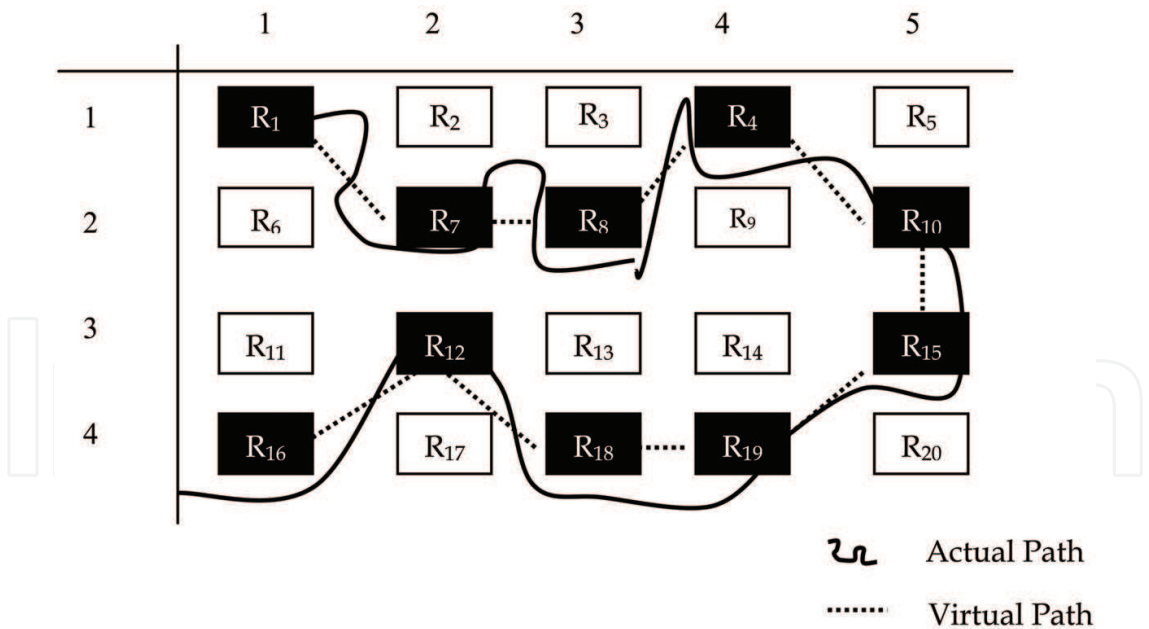 1 2 3 4 5
1 R₁ R₂ R₃ R₄ R₅
2 R₆ R₇ R₈ R₉ R₁₀
3 R₁₁ R₁₂ R₁₃ R₁₄ R₁₅
4 R₁₆ R₁₇ R₁₈ R₁₉ R₂₀
Actual Path
Virtual Path